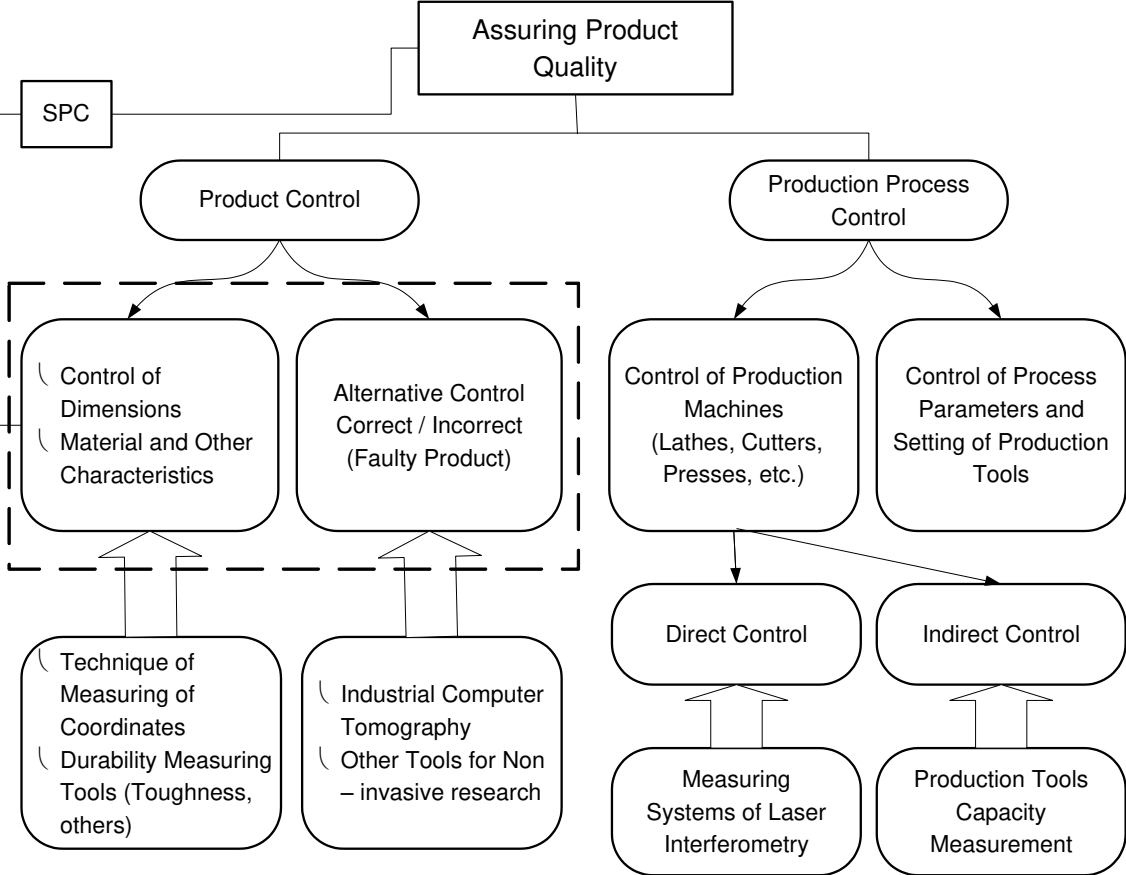 Assuring Product
Quality
SPC
Product Control
Production Process
Control
Control of
Dimensions
Material and Other
Characteristics
Alternative Control
Correct / Incorrect
(Faulty Product)
Control of Production
Machines
(Lathes, Cutters,
Presses, etc.)
Control of Process
Parameters and
Setting of Production
Tools
Direct Control
Indirect Control
Technique of
Measuring of
Coordinates
Durability Measuring
Tools (Toughness,
others)
Industrial Computer
Tomography
Other Tools for Non
– invasive research
Measuring
Systems of Laser
Interferometry
Production Tools
Capacity
Measurement